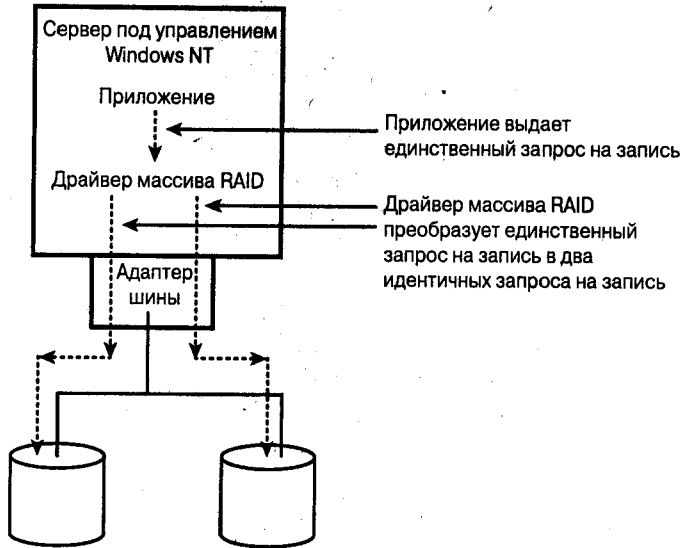 Сервер под управлением
Windows NT
Приложение
Приложение выдает
единственный запрос на запись
Драйвер массива RAID
Драйвер массива RAID
преобразует единственный
запрос на запись в два
идентичных запроса на запись
Адаптер
шины